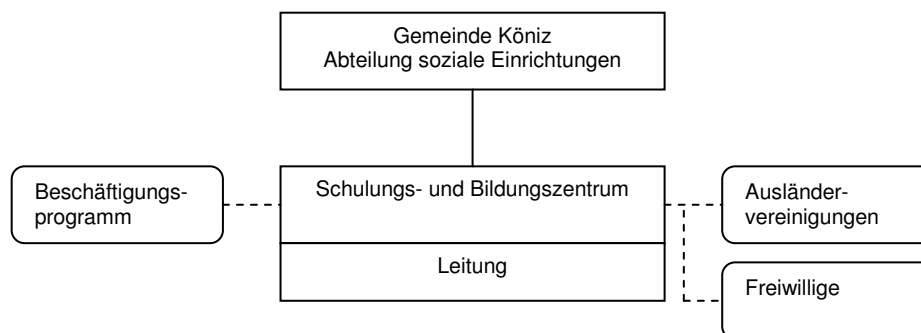 Gemeinde Köniz
Abteilung soziale Einrichtungen
Beschäftigungs-
programm
Schulungs- und Bildungszentrum
Ausländer-
vereinigungen
Leitung
Freiwillige